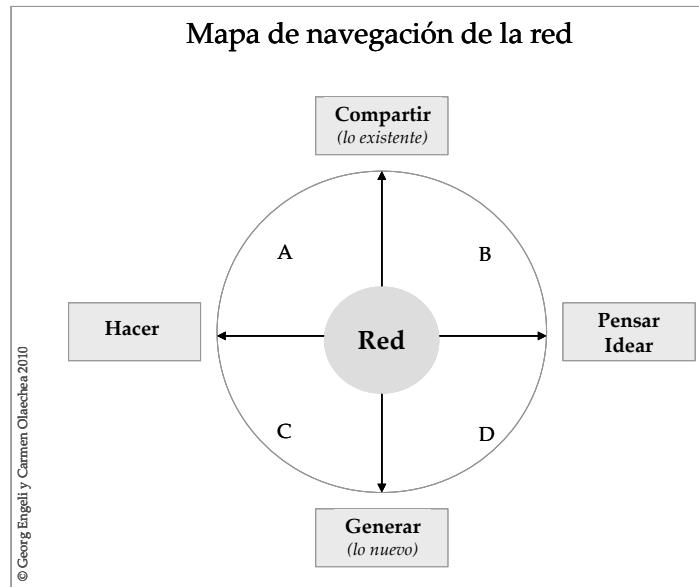 Mapa de navegación de la red
Compartir
(lo existente)
A
B
Hacer
Red
Pensar
Idear
C
D
Generar
(lo nuevo)
© Georg Engeli y Carmen Olaechea 2010